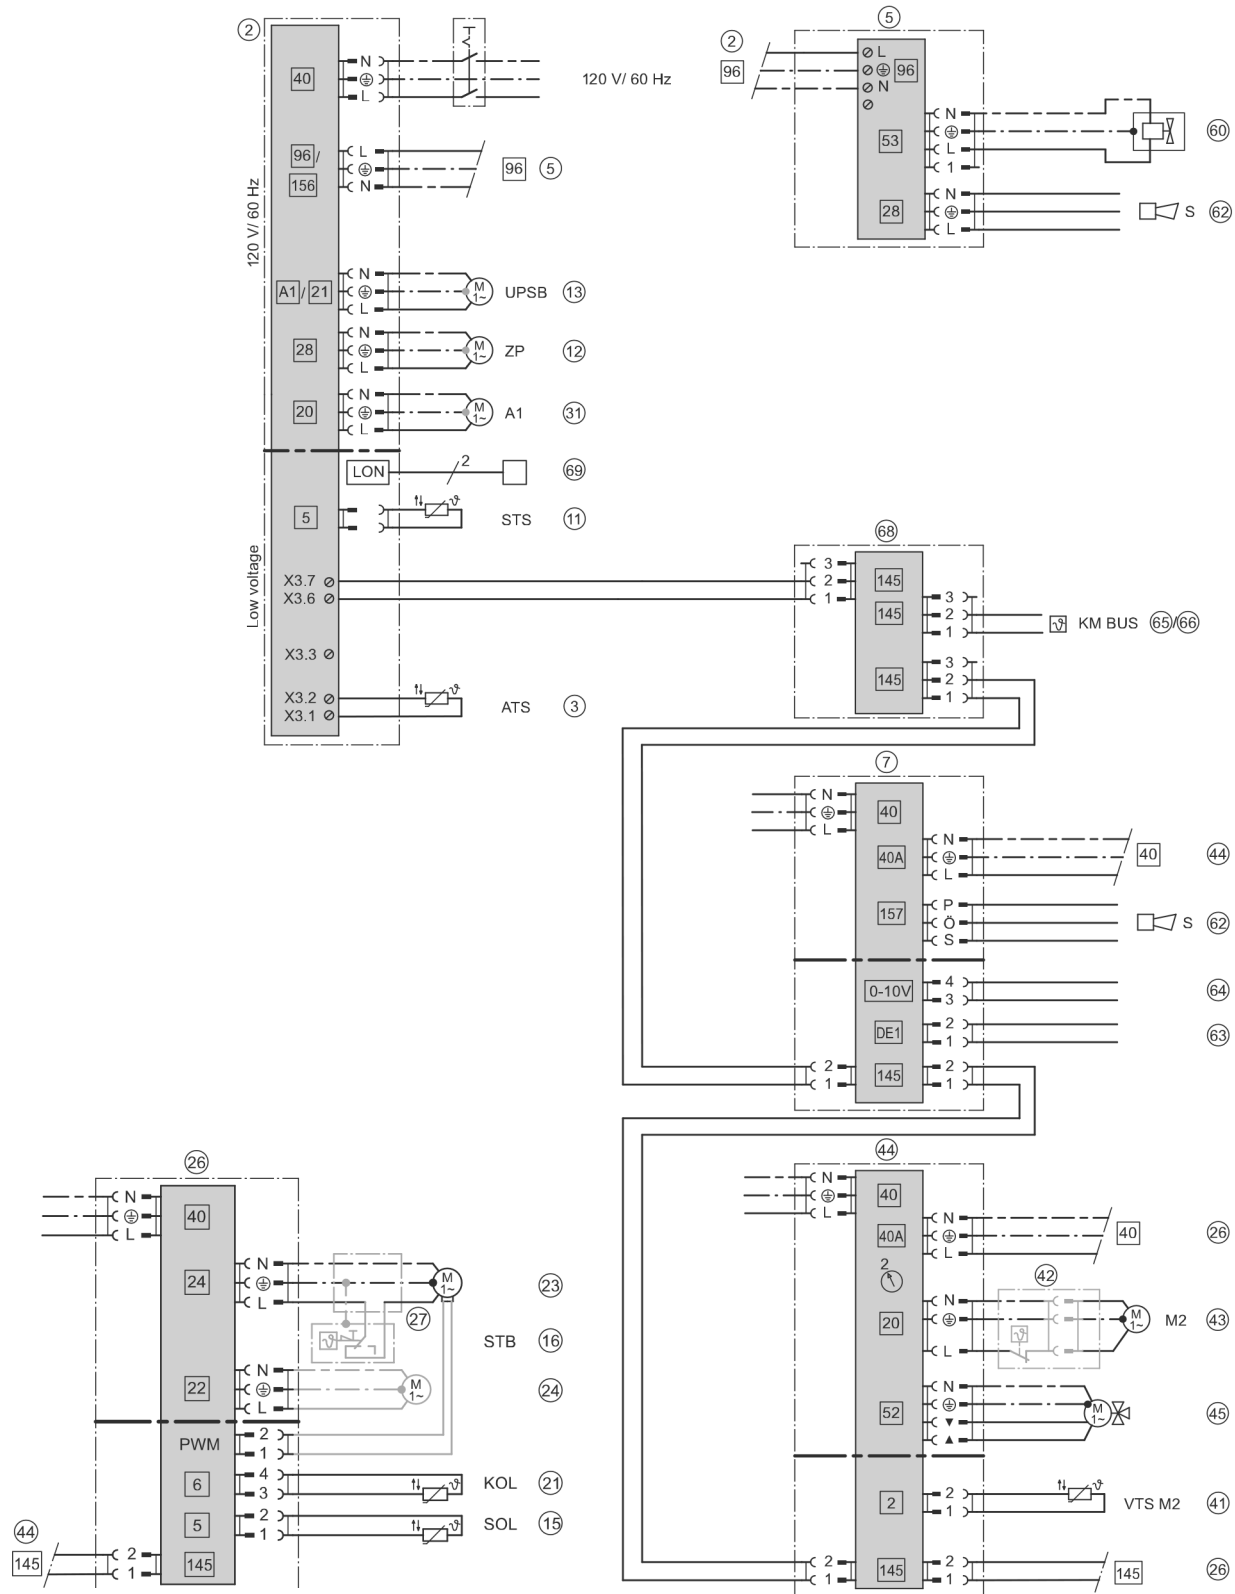 2
40
N
L
120 V/ 60 Hz
96 /
156
L
N
96 5
120 V/ 60 Hz
A1 / 21
N
L
M
1~
UPSB 13
28
N
L
M
1~
ZP 12
20
N
L
M
1~
A1 31
LON
2
69
5
ϑ
STS 11
Low voltage
X3.7
X3.6
X3.3
X3.2
X3.1
ϑ
ATS 3
5
2
96
L
N
96
53
N
L
1
60
28
N
L
S 62
68
3
2
1
145
145
3
2
1
ϑ KM BUS 65/66
145
3
2
1
7
N
L
40
40A
N
L
40 44
157
P
Ö
S
S 62
0-10V
4
3
64
DE1
2
1
63
2
1
145
2
1
44
N
L
40
40A
N
L
40 26
2
42
20
N
L
ϑ
M
1~
M2 43
52
N
▼
▲
M
1~
45
2
2
1
ϑ
VTS M2 41
2
1
145
2
1
145 26
26
N
L
40
24
N
L
M
1~
23
27
ϑ
STB 16
22
N
L
M
1~
24
PWM
2
1
6
4
3
ϑ
KOL 21
5
2
1
ϑ
SOL 15
44
145
2
1
145